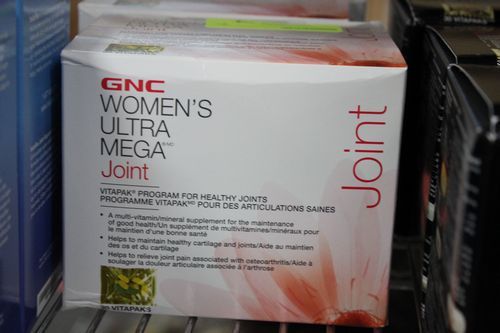 GNC
WOMEN'S
ULTRA
MEGA
Joint
VITAPAK® PROGRAM FOR HEALTHY JOINTS
PROGRAMME VITAPAKMD POUR DES ARTICULATIONS SAINES
• A multi-vitamin/mineral supplement for the maintenance
of good health/Un supplément de multivitamines/minéraux pour
le maintien d'une bonne santé
• Helps to maintain healthy cartilage and joints/Aide au maintien
des os et du cartilage
• Helps to relieve joint pain associated with osteoarthritis/Aide à
soulager la douleur articulaire associée à l'arthrose
VITAPAKS
Joint